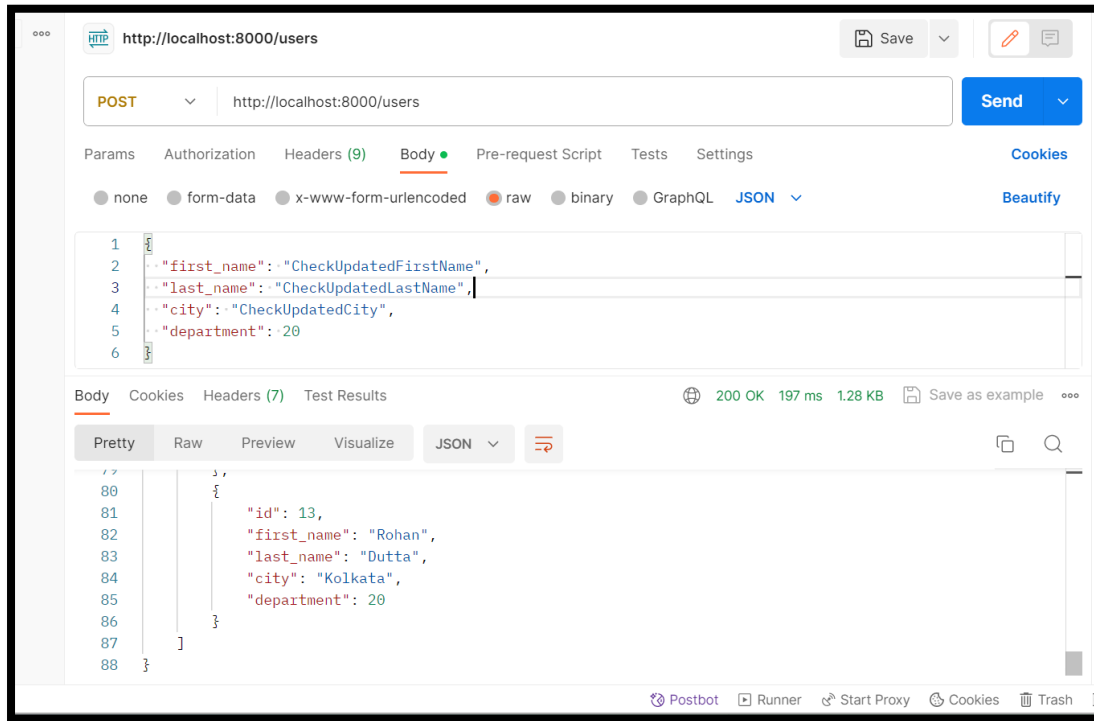 ooo HTTP http://localhost:8000/users Save
POST http://localhost:8000/users Send
Params Authorization Headers (9) Body Pre-request Script Tests Settings Cookies
none form-data x-www-form-urlencoded raw binary GraphQL JSON Beautify
1 {
2 "first_name": "CheckUpdatedFirstName",
3 "last_name": "CheckUpdatedLastName",
4 "city": "CheckUpdatedCity",
5 "department": 20
6 }
Body Cookies Headers (7) Test Results 200 OK 197 ms 1.28 KB Save as example ooo
Pretty Raw Preview Visualize JSON
79 },
80 {
81 "id": 13,
82 "first_name": "Rohan",
83 "last_name": "Dutta",
84 "city": "Kolkata",
85 "department": 20
86 }
87 ]
88 }
Postbot Runner Start Proxy Cookies Trash